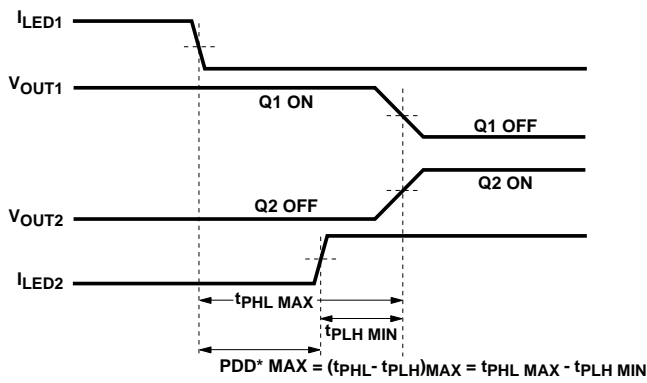 ILED1
VOUT1
Q1 ON
Q1 OFF
Q2 ON
Q2 OFF
VOUT2
ILED2
tPHL MAX
tPLH MIN
PDD* MAX = (tPHL- tPLH)MAX = tPHL MAX - tPLH MIN